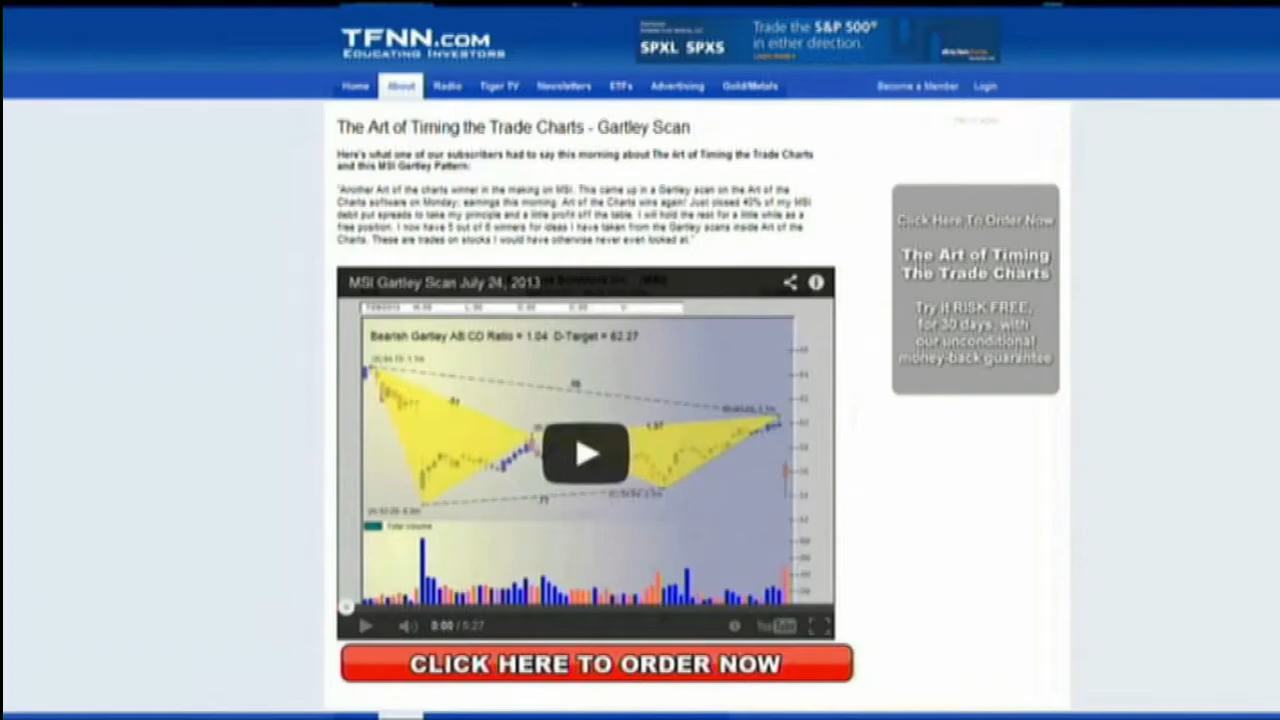 TFNN.COM
EDUCATING INVESTORS
SPXL SPXS
Trade the S&P 500®
in either direction.
Home About Radio Tiger TV Newsletters ETFs Advertising Gold/Metals Become a Member Login
The Art of Timing the Trade Charts - Gartley Scan
Here's what one of our subscribers had to say this morning about The Art of Timing the Trade Charts
and this MSI Gartley Pattern:
"Another Art of the charts winner in the making on MSI. This came up in a Gartley scan on the Art of the
Charts software on Monday; earnings this morning. Art of the Charts wins again! Just closed 40% of my MSI
debt put spreads to take my principle and a little profit off the table. I will hold the rest for a little while as a
free position. I now have 5 out of 6 winners for ideas I have taken from the Gartley scans inside Art of the
Charts. These are trades on stocks I would have otherwise never even looked at."
Click Here To Order Now
The Art of Timing
The Trade Charts
Try it RISK FREE,
for 30 days, with
our unconditional
money-back guarantee
MSI Gartley Scan July 24, 2013
Bearish Gartley AB:CD Ratio = 1.04 D-Target = 62.27
Total volume
0:00 / 5:27
YouTube
CLICK HERE TO ORDER NOW